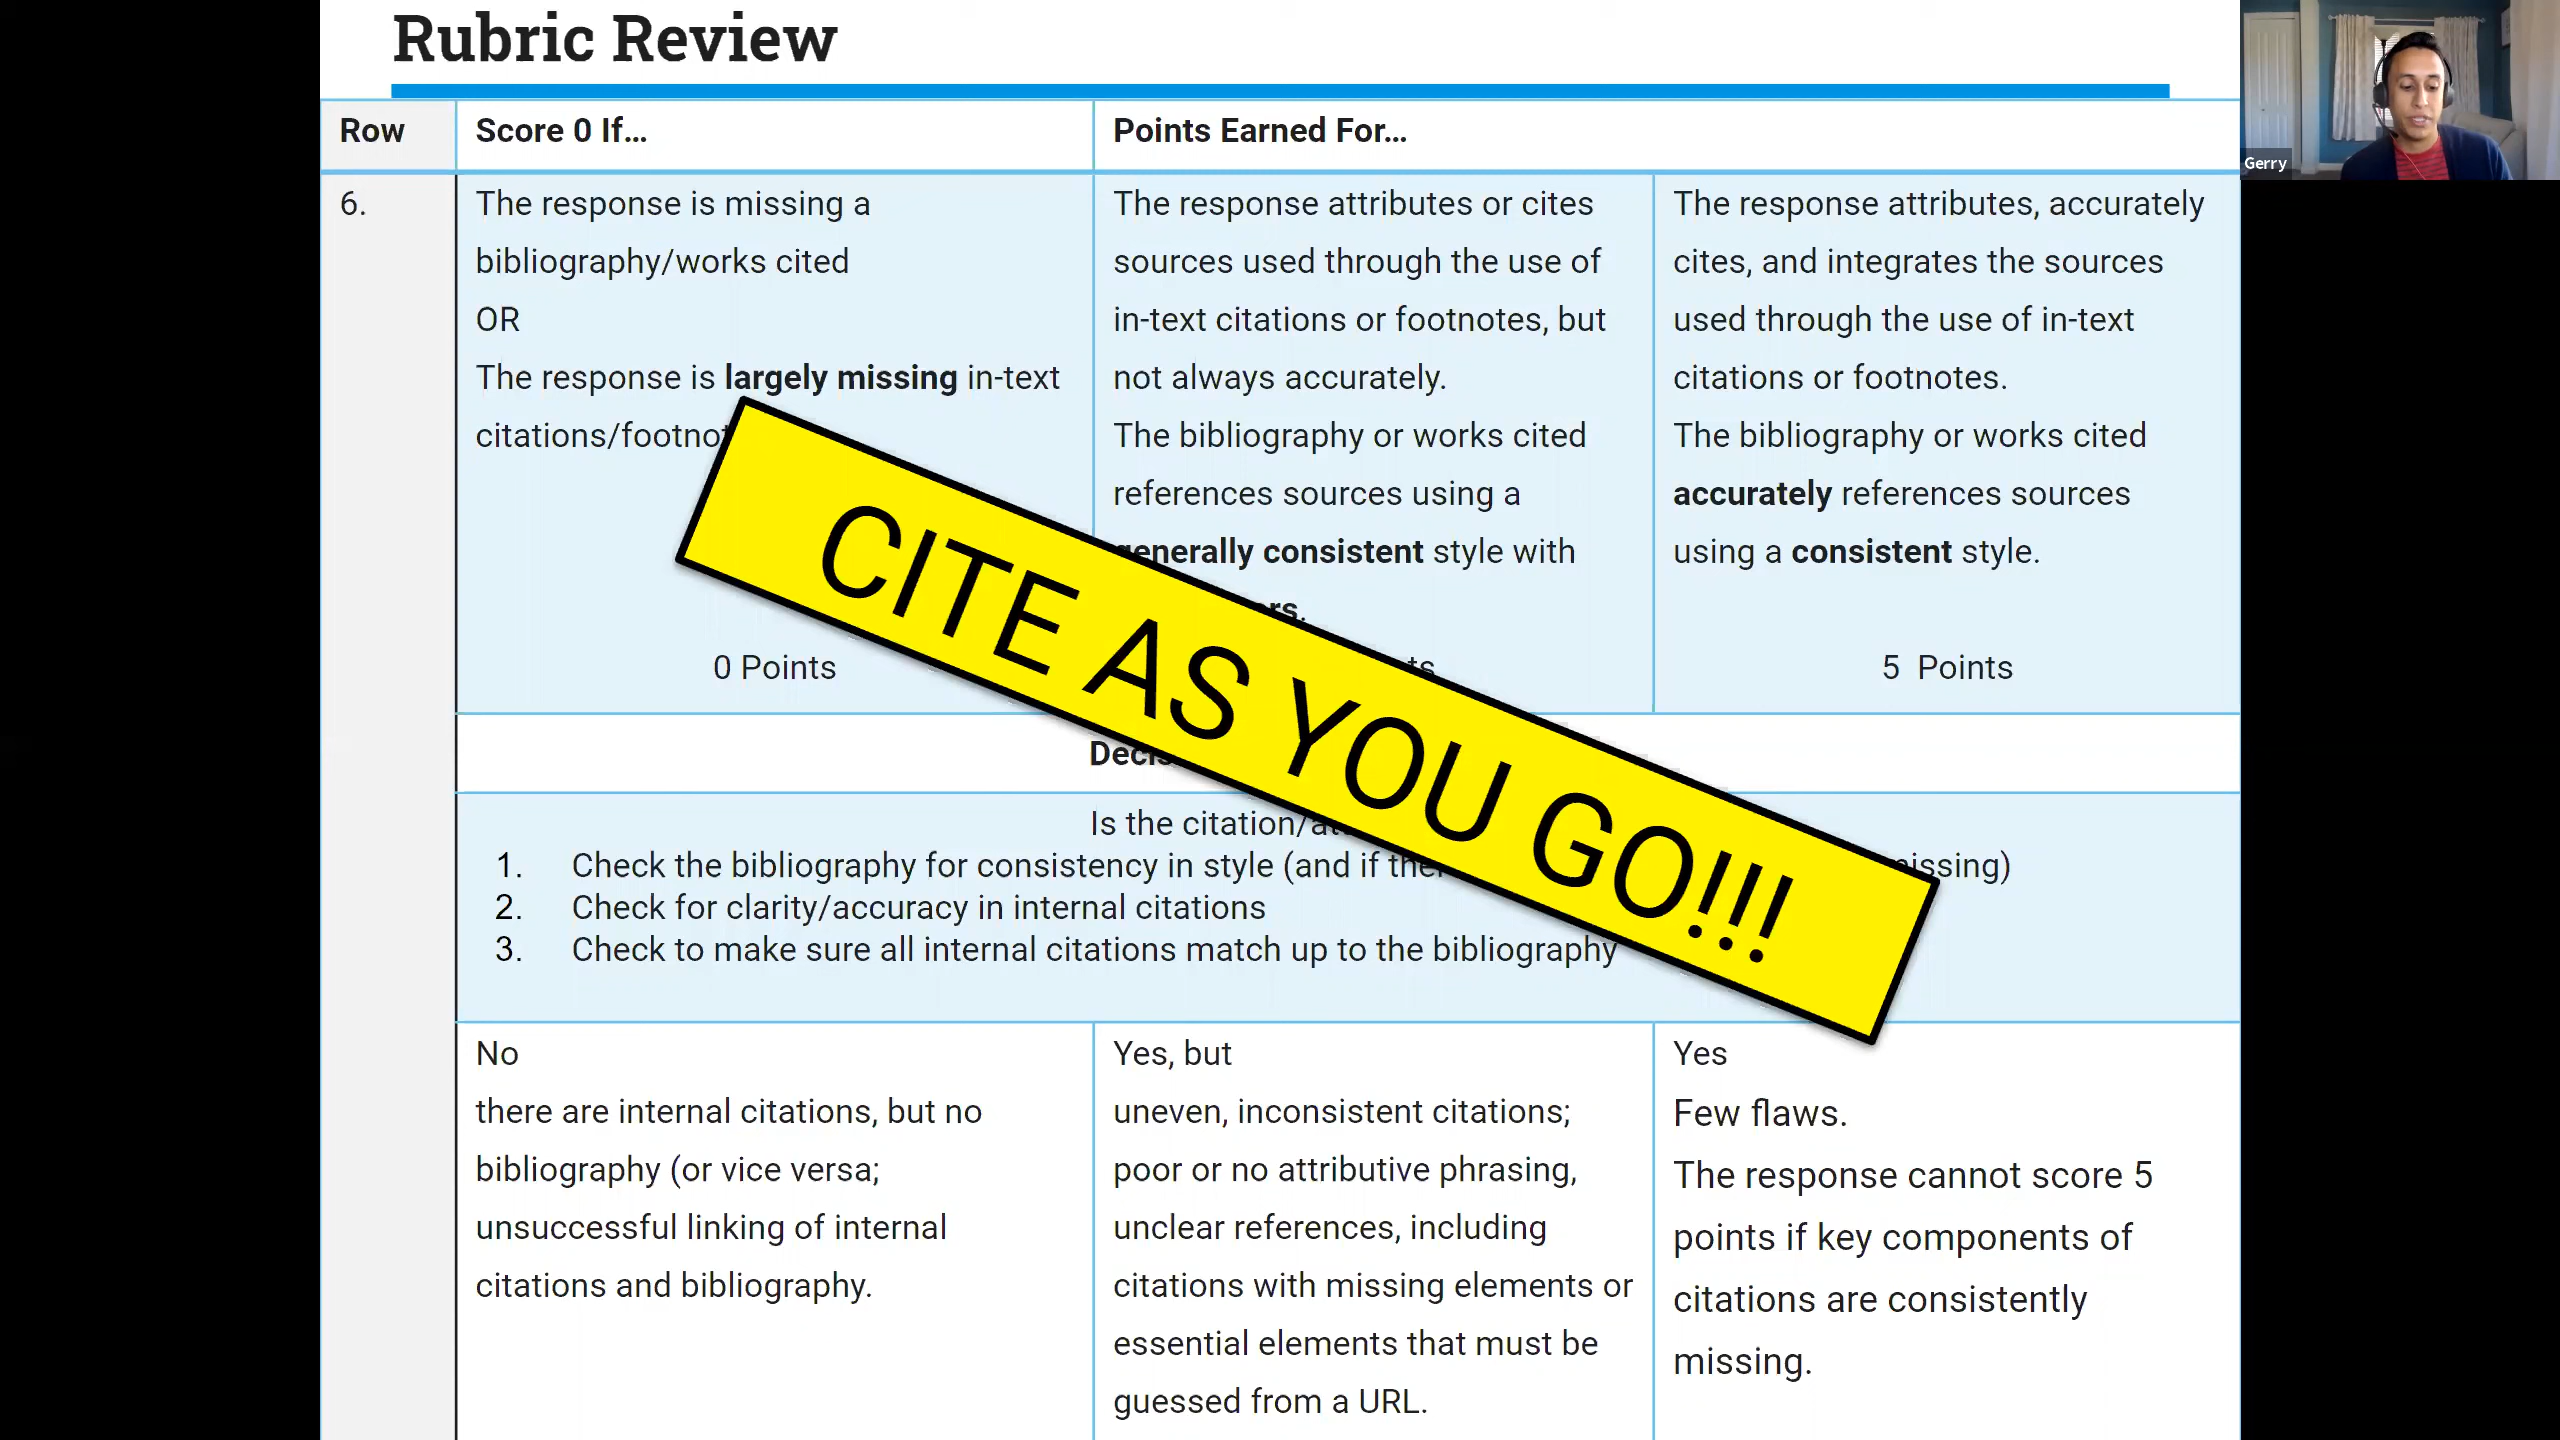 Rubric Review
Gerry
Row
Score 0 If...
Points Earned For...
6.
The response is missing a
bibliography/works cited
OR
The response is largely missing in-text
0 Points
The response attributes or cites
sources used through the use of
in-text citations or footnotes, but
not always accurately.
The bibliography or works cited
references sources using a
generally consistent style with
The response attributes, accurately
cites, and integrates the sources
used through the use of in-text
citations or footnotes.
The bibliography or works cited
accurately references sources
using a consistent style.
5 Points
CITE AS YOU GO!!!
Is the citation/
1. Check the bibliography for consistency in style (and if missing)
2. Check for clarity/accuracy in internal citations
3. Check to make sure all internal citations match up to the bibliography
No
there are internal citations, but no
bibliography (or vice versa;
unsuccessful linking of internal
citations and bibliography.
Yes, but
uneven, inconsistent citations;
poor or no attributive phrasing,
unclear references, including
citations with missing elements or
essential elements that must be
guessed from a URL.
Yes
Few flaws.
The response cannot score 5
points if key components of
citations are consistently
missing.